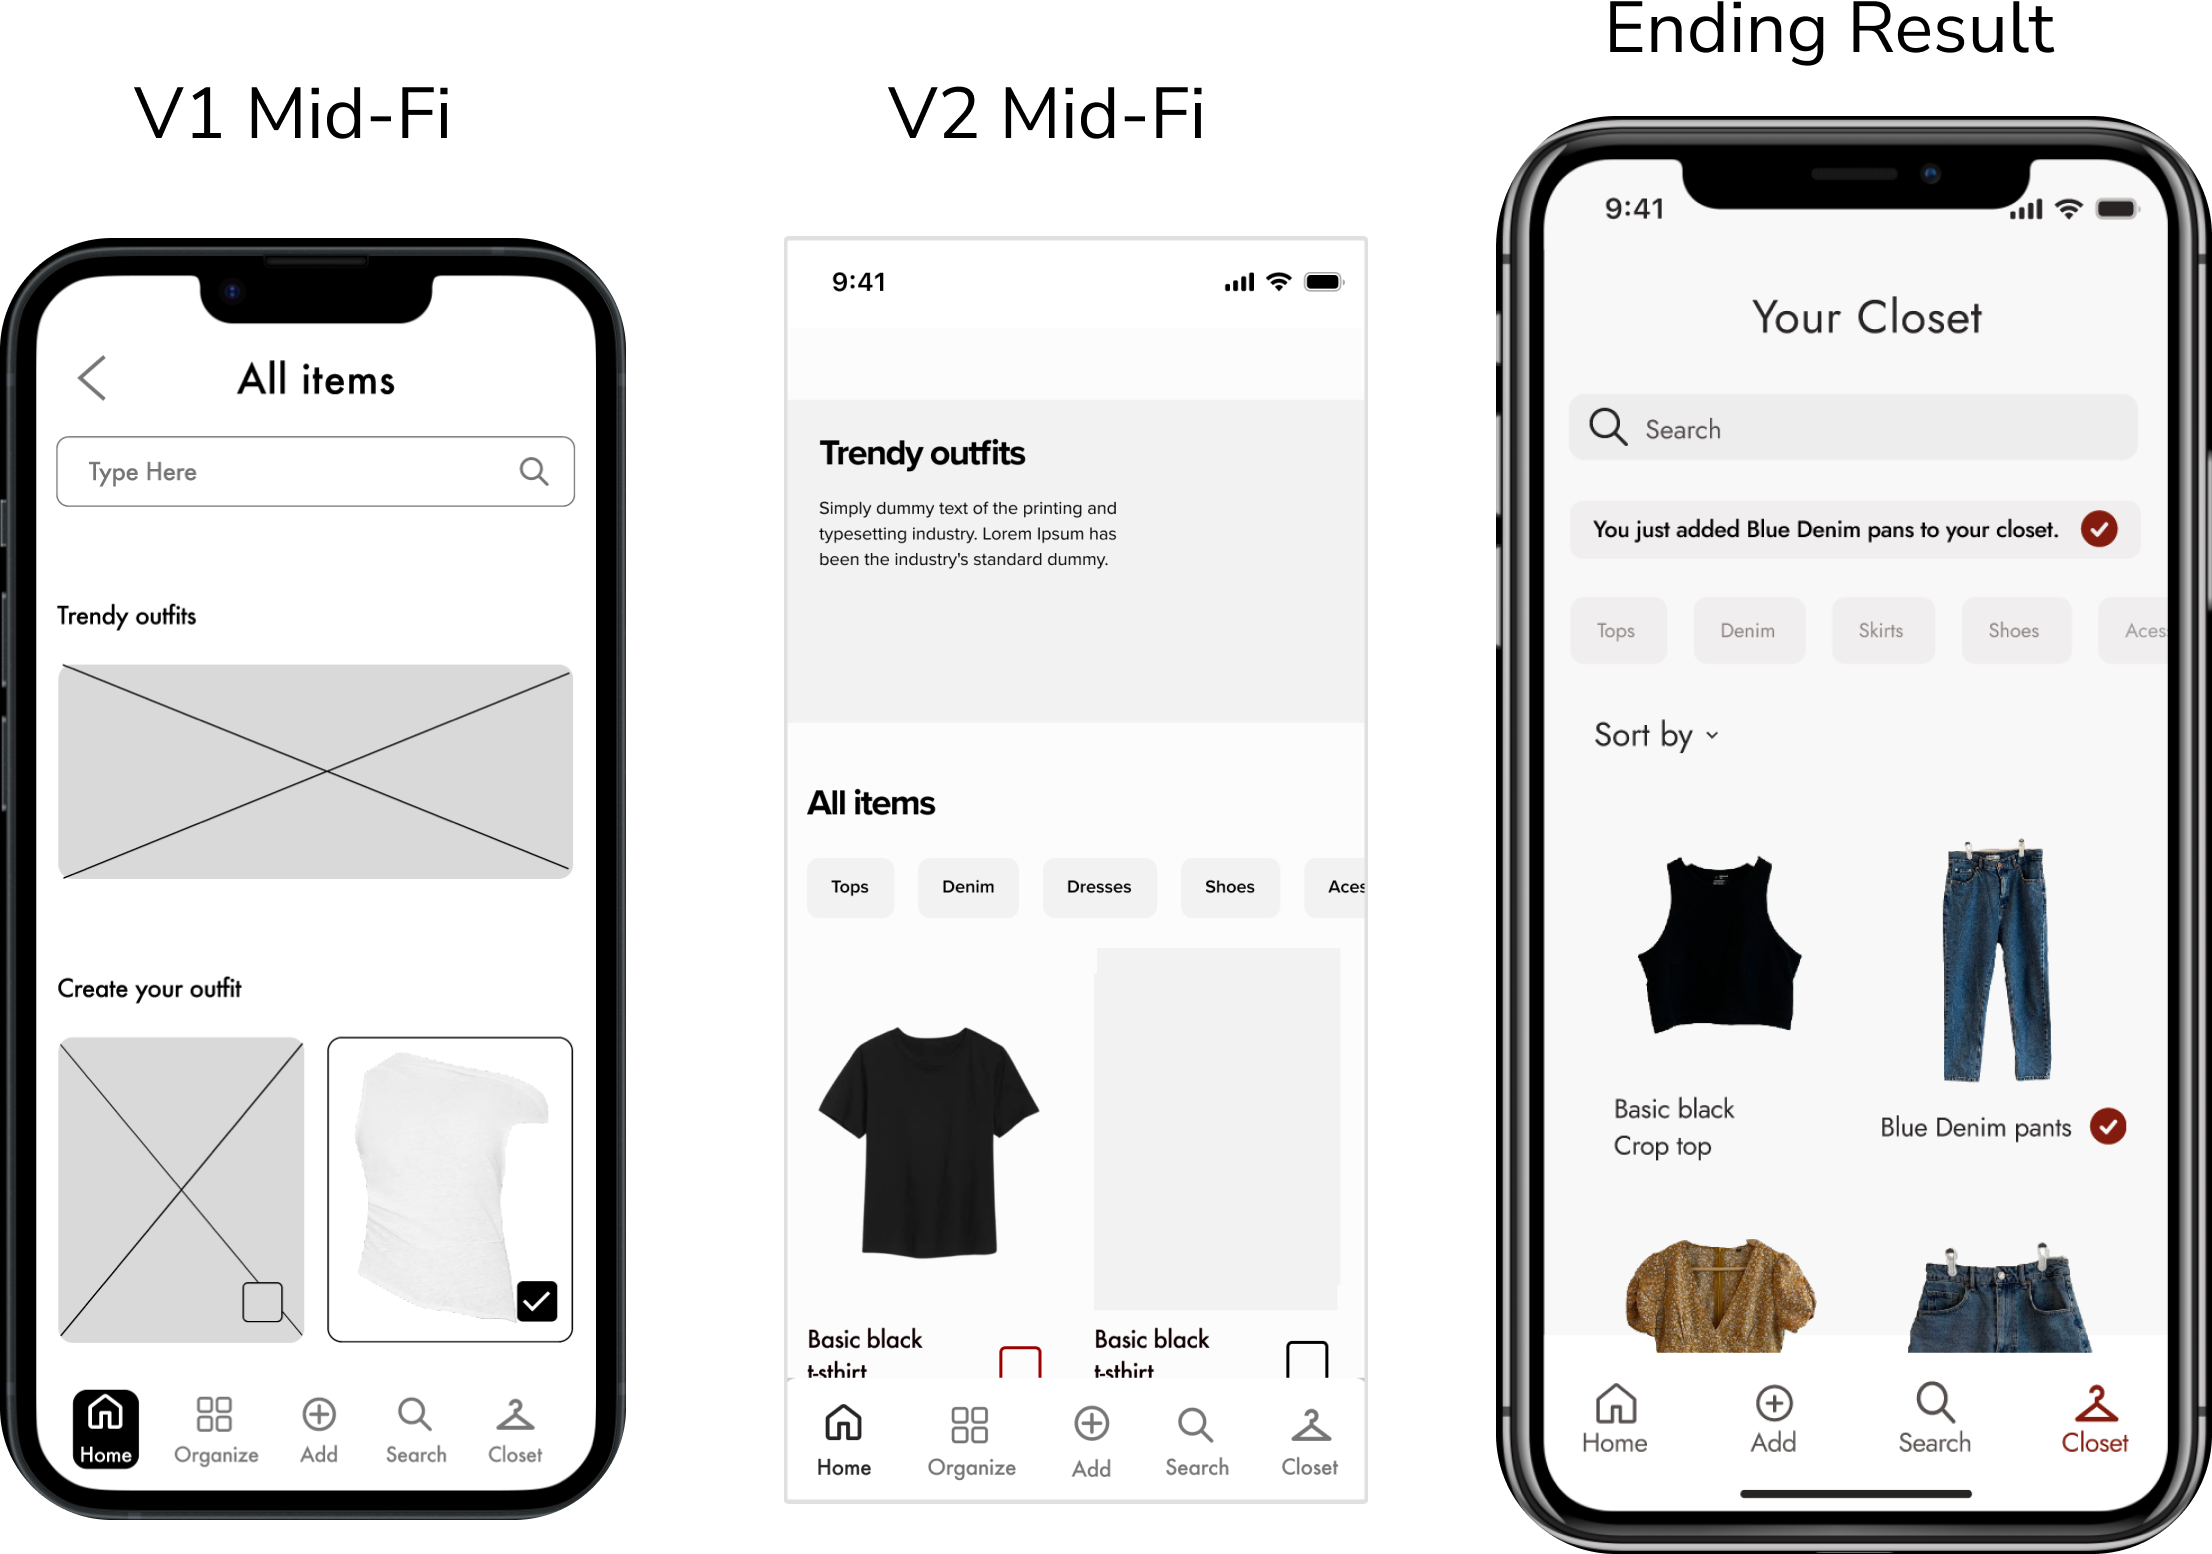 V1 Mid-Fi
All items
Type Here
Trendy outfits
Create your outfit
Home
Organize
Add
Search
Closet
V2 Mid-Fi
9:41
Trendy outfits
Simply dummy text of the printing and
typesetting industry. Lorem Ipsum has
been the industry's standard dummy.
All items
Tops
Denim
Dresses
Shoes
Aces
Basic black
t-sthirt
Basic black
t-sthirt
Home
Organize
Add
Search
Closet
Ending Result
9:41
Your Closet
Search
You just added Blue Denim pans to your closet.
Tops
Denim
Skirts
Shoes
Aces
Sort by
Basic black
Crop top
Blue Denim pants
Home
Add
Search
Closet